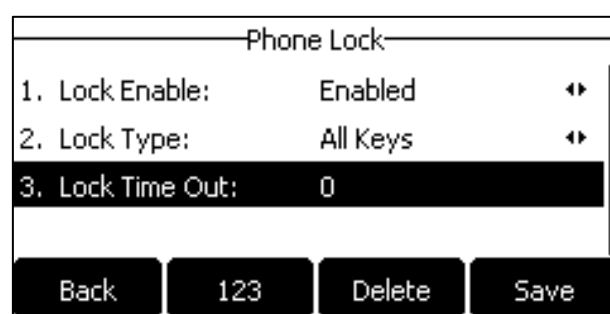 Phone Lock
1. Lock Enable: Enabled
2. Lock Type: All Keys
3. Lock Time Out: 0
Back 123 Delete Save